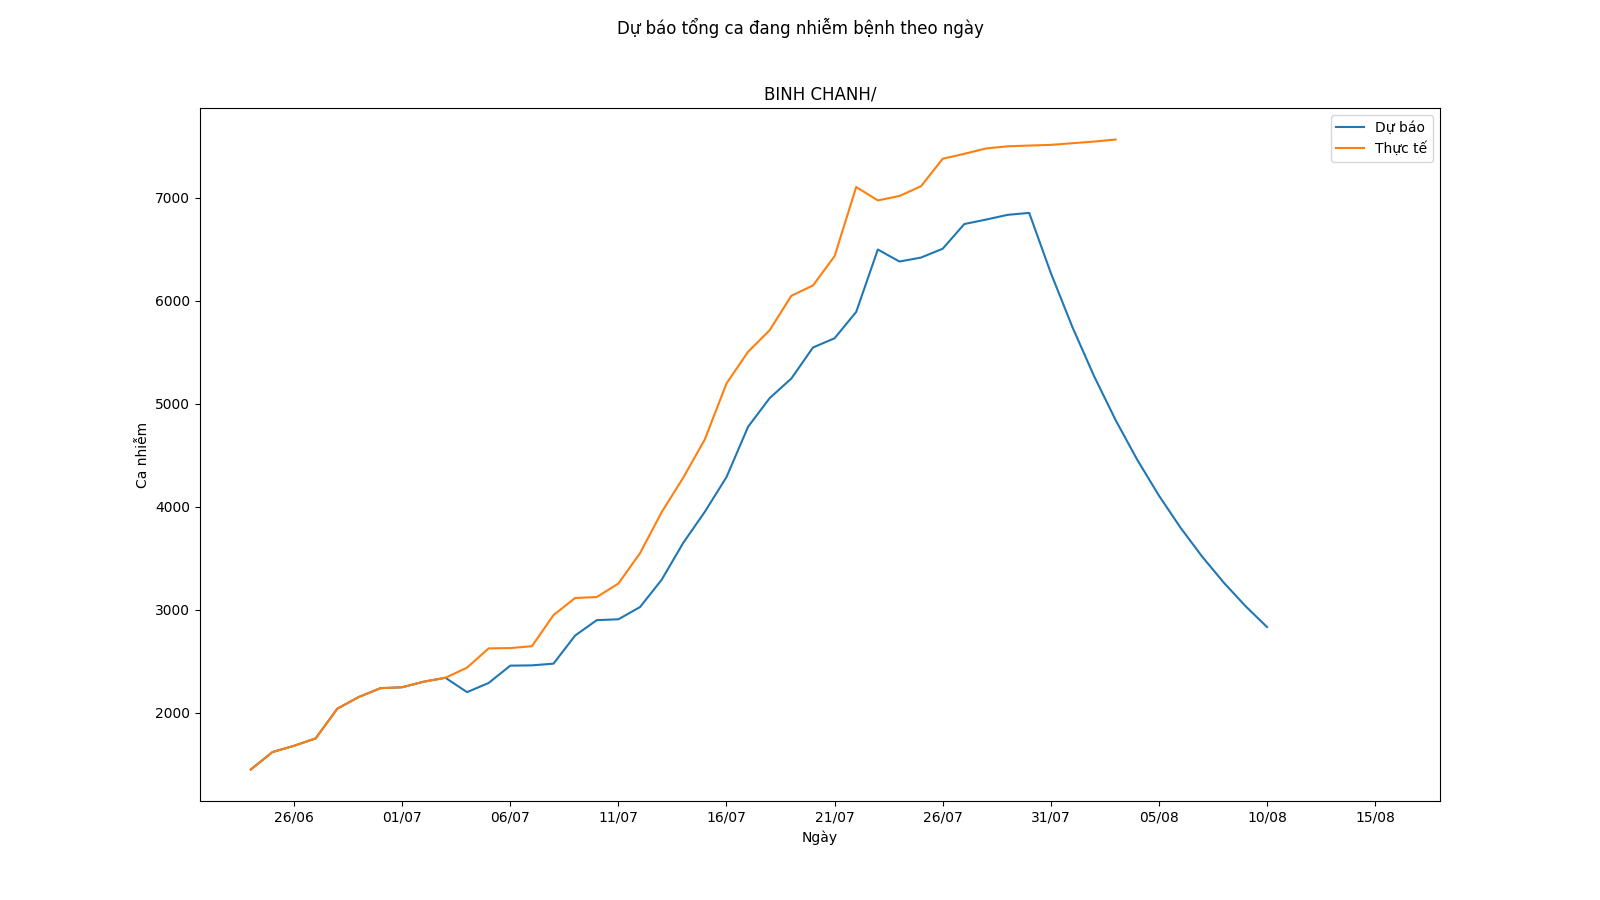 Dự báo tổng ca đang nhiễm bệnh theo ngày
BINH CHANH/
Dự báo
Thực tế
7000
6000
5000
4000
3000
2000
Ca nhiễm
26/06
01/07
06/07
11/07
16/07
21/07
26/07
31/07
05/08
10/08
15/08
Ngày